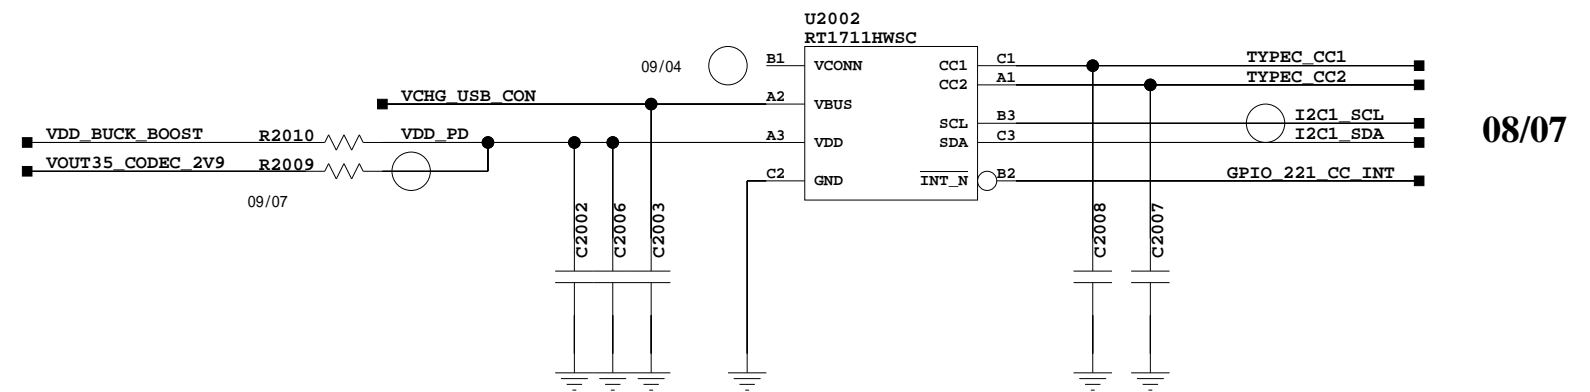 U2002
RT1711HWSC
09/04
B1
VCONN
CC1
C1
TYPEC_CC1
CC2
A1
TYPEC_CC2
VCHG_USB_CON
A2
VBUS
SCL
B3
I2C1_SCL
VDD_BUCK_BOOST
R2010
VDD_PD
A3
VDD
SDA
C3
I2C1_SDA
08/07
VOUT35_CODEC_2V9
R2009
C2
GND
INT_N
B2
GPIO_221_CC_INT
09/07
C2002
C2006
C2003
C2008
C2007